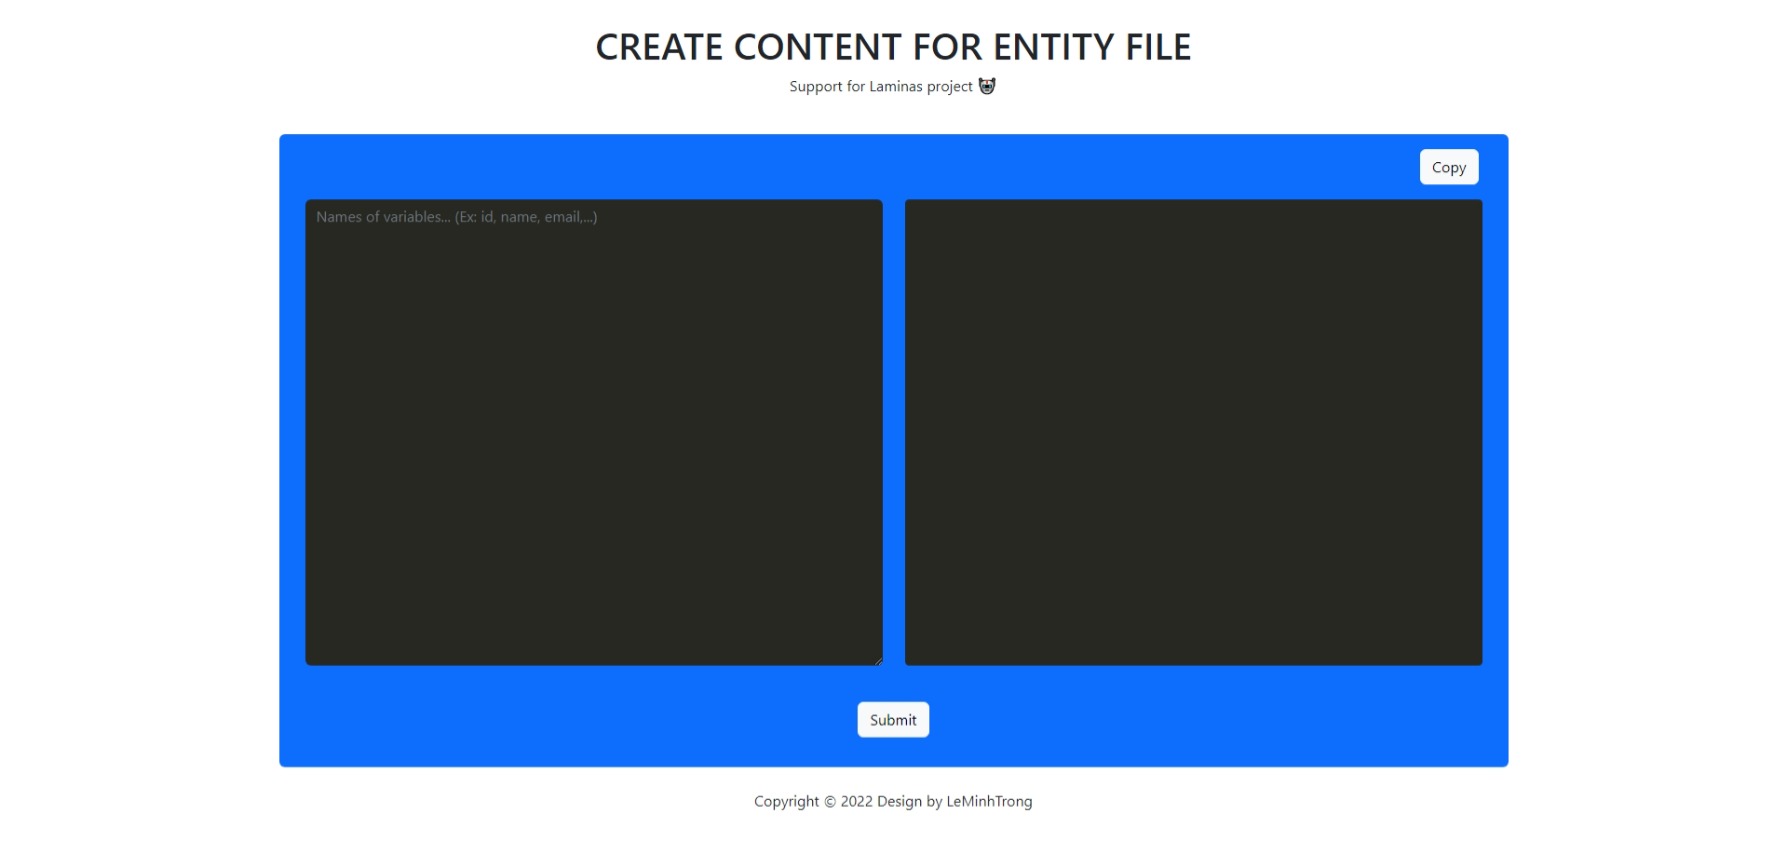 CREATE CONTENT FOR ENTITY FILE
Support for Laminas project
Copy
Names of variables... (Ex: id, name, email,...)
Submit
Copyright © 2022 Design by LeMinhTrong